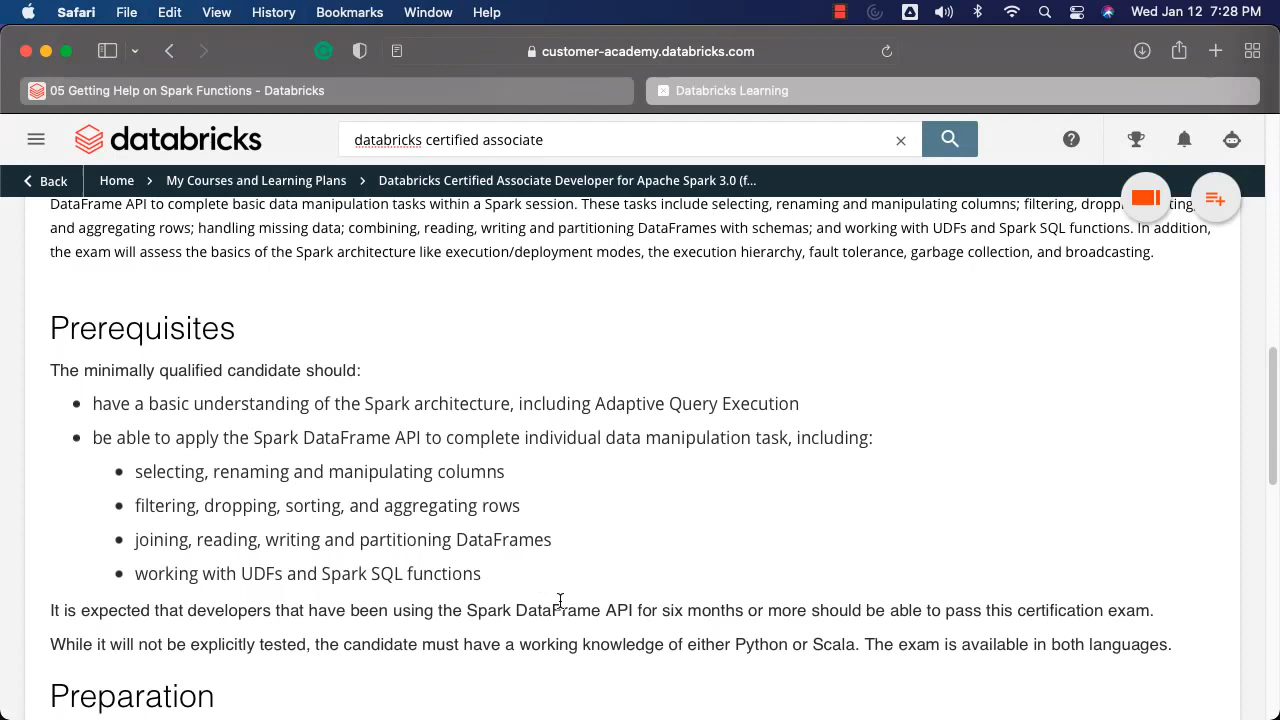 Safari File Edit View History Bookmarks Window Help Wed Jan 12 7:28 PM
customer-academy.databricks.com
05 Getting Help on Spark Functions - Databricks Databricks Learning
databricks databricks certified associate
Back Home My Courses and Learning Plans Databricks Certified Associate Developer for Apache Spark 3.0 (f...
DataFrame API to complete basic data manipulation tasks within a Spark session. These tasks include selecting, renaming and manipulating columns; filtering,
and aggregating rows; handling missing data; combining, reading, writing and partitioning DataFrames with schemas; and working with UDFs and Spark SQL functions. In addition,
the exam will assess the basics of the Spark architecture like execution/deployment modes, the execution hierarchy, fault tolerance, garbage collection, and broadcasting.
Prerequisites
The minimally qualified candidate should:
have a basic understanding of the Spark architecture, including Adaptive Query Execution
be able to apply the Spark DataFrame API to complete individual data manipulation task, including:
selecting, renaming and manipulating columns
filtering, dropping, sorting, and aggregating rows
joining, reading, writing and partitioning DataFrames
working with UDFs and Spark SQL functions
It is expected that developers that have been using the Spark DataFrame API for six months or more should be able to pass this certification exam.
While it will not be explicitly tested, the candidate must have a working knowledge of either Python or Scala. The exam is available in both languages.
Preparation